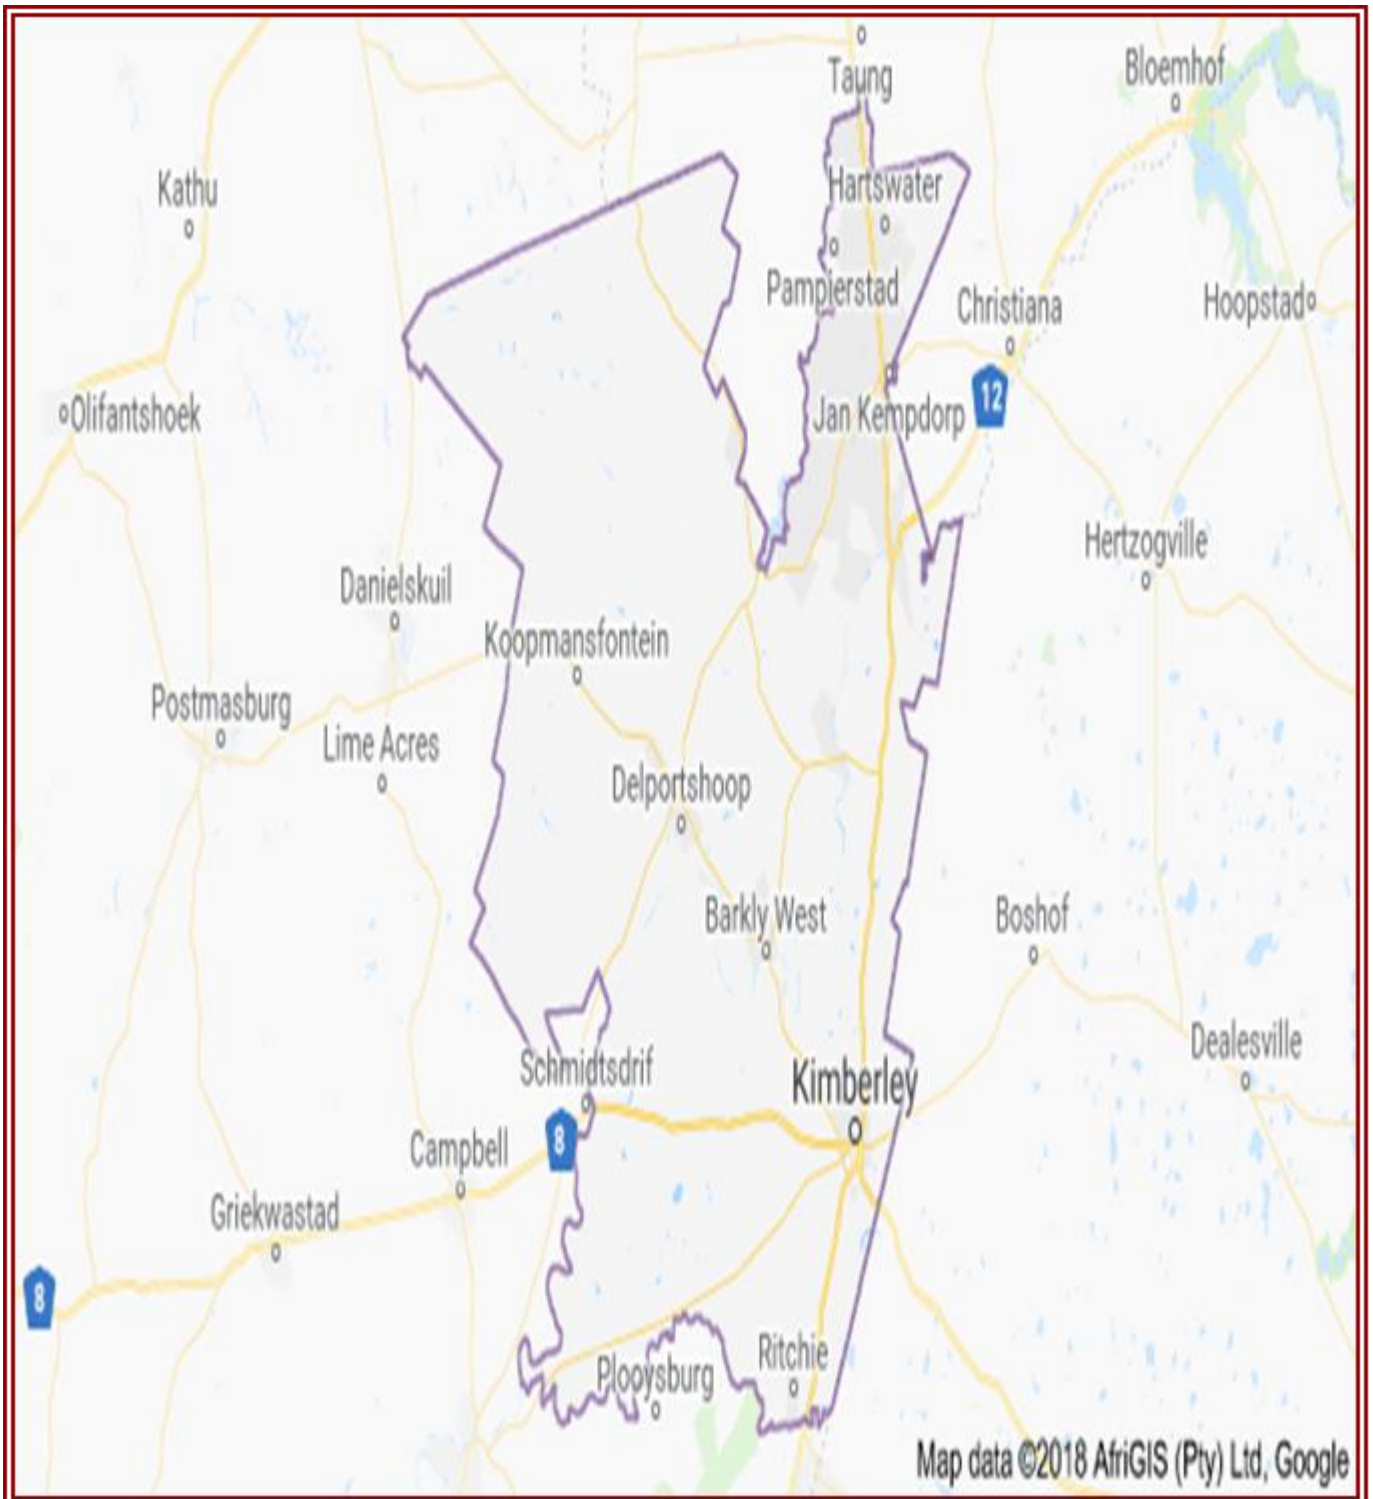 Taung
Bloemhof
Kathu
Hartswater
Pampierstad
Christiana
Hoopstad
12
Olifantshoek
Jan Kempdorp
Hertzogville
Danielskuil
Koopmansfontein
Postmasburg
Lime Acres
Delportshoop
Barkly West
Boshof
Dealesville
Schmidtsdrif
Kimberley
8
Campbell
Griekwastad
8
Ritchie
Plooysburg
Map data ©2018 AfriGIS (Pty) Ltd, Google